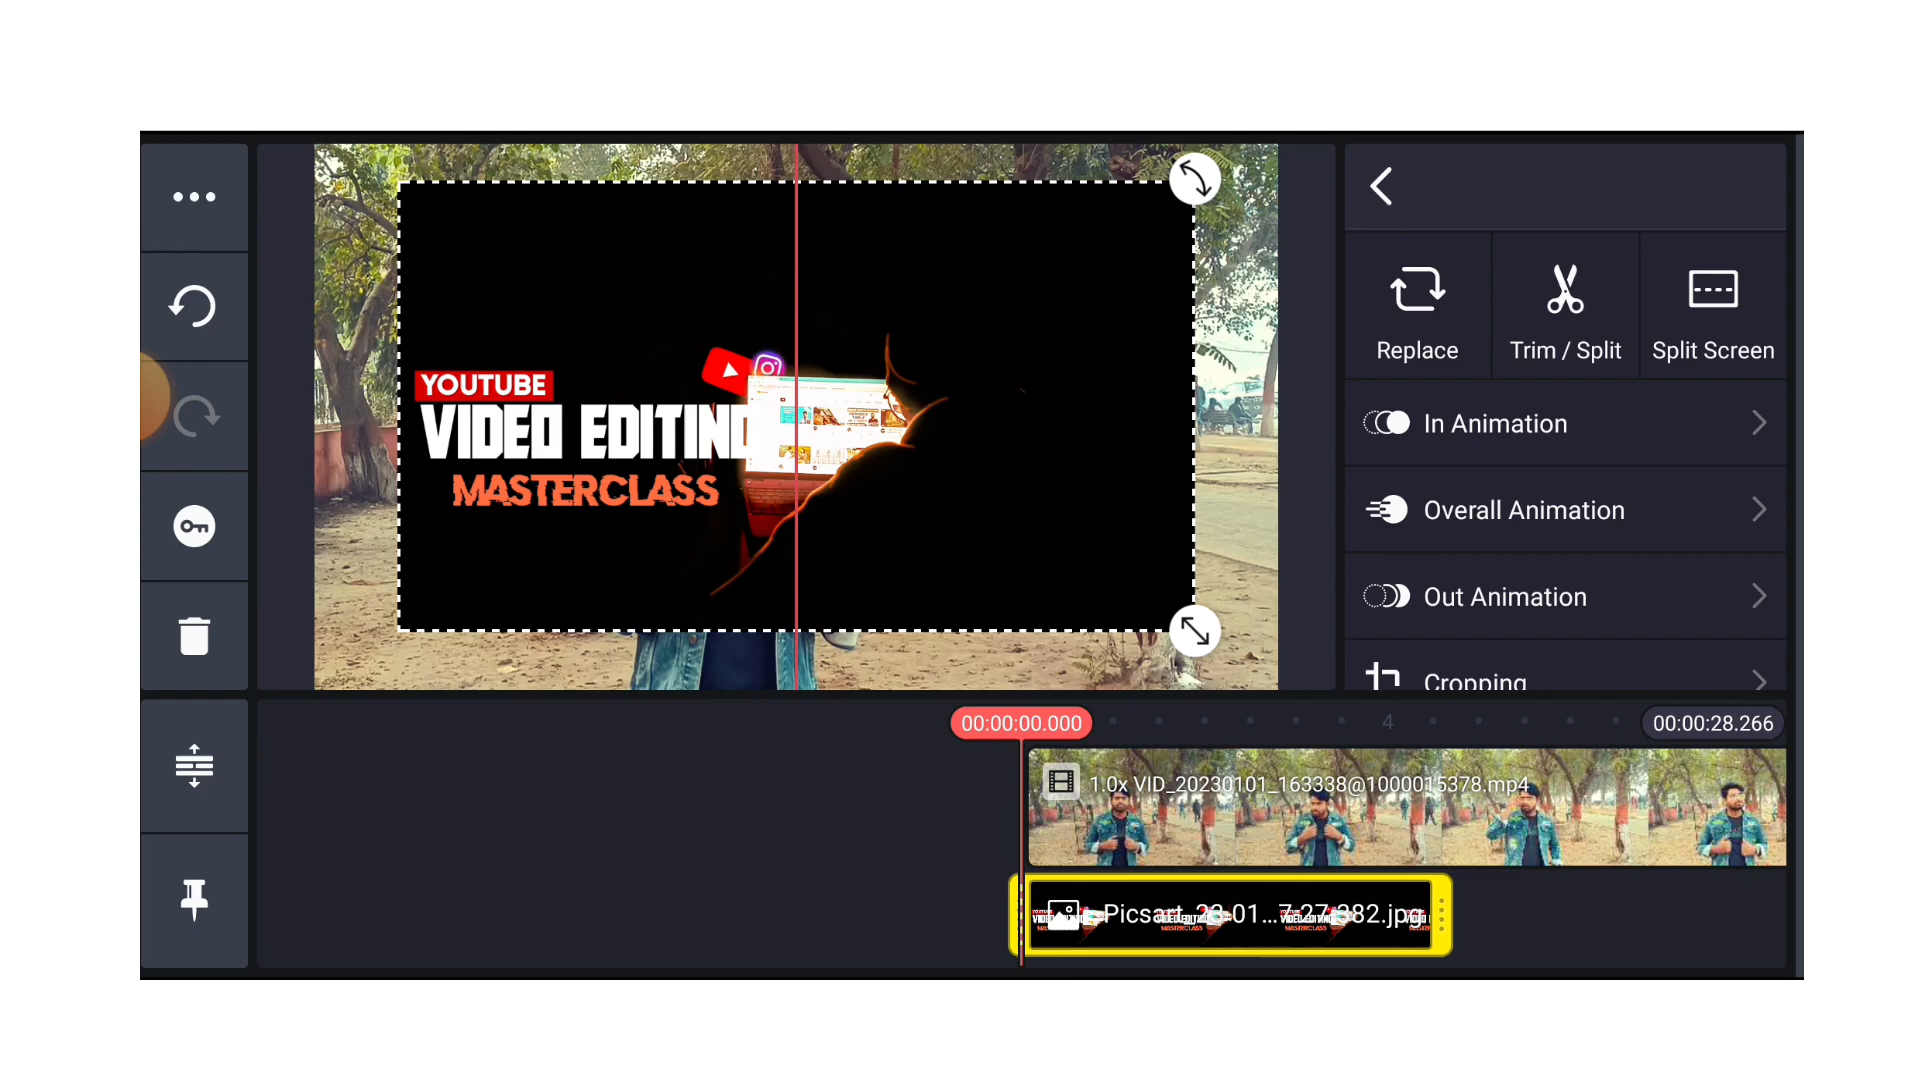 Replace
Trim / Split
Split Screen
YOUTUBE
VIDEO EDITING
MASTERCLASS
In Animation
Overall Animation
Out Animation
Cropping
00:00:00.000
4
00:00:28.266
1.0x VID_20230101_163338@1000015378.mp4
Picsart_23-01...7-27-382.jpg